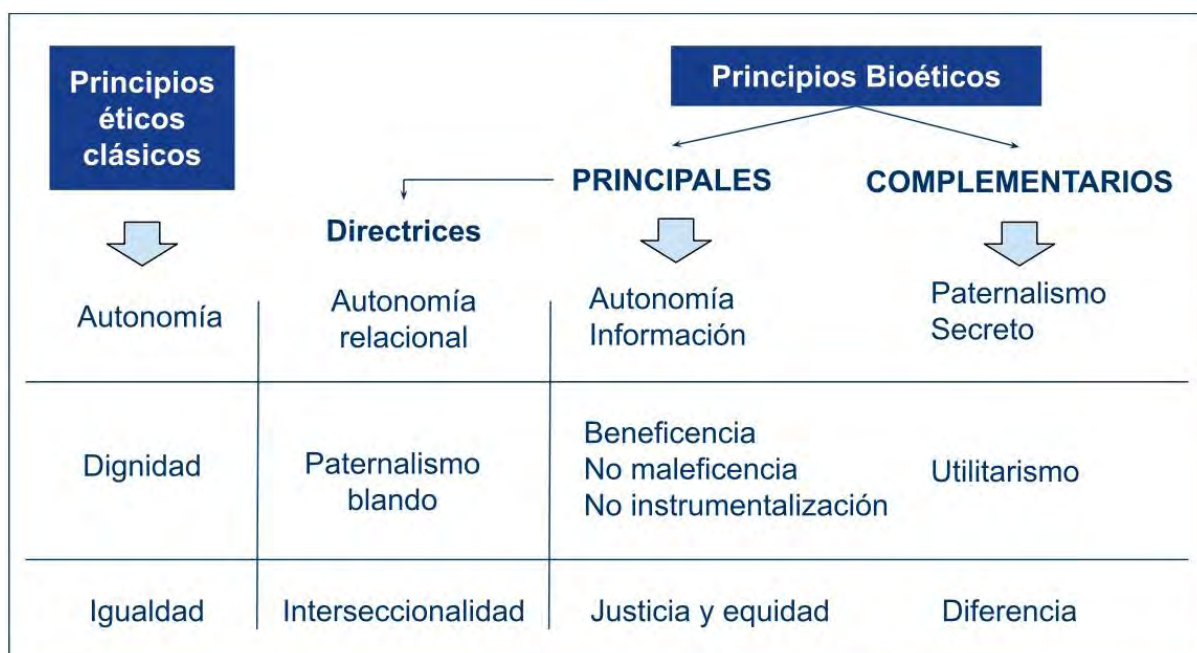 Principios
éticos
clásicos
Principios Bioéticos
PRINCIPALES
COMPLEMENTARIOS
Directrices
Autonomía
Autonomía
relacional
Autonomía
Información
Paternalismo
Secreto
Dignidad
Paternalismo
blando
Beneficencia
No maleficencia
No instrumentalización
Utilitarismo
Igualdad
Interseccionalidad
Justicia y equidad
Diferencia